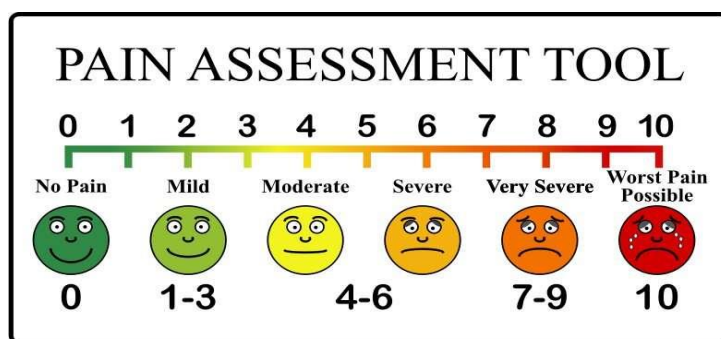 PAIN ASSESSMENT TOOL
0 1 2 3 4 5 6 7 8 9 10
No Pain Mild Moderate Severe Very Severe Worst Pain Possible
0 1-3 4-6 7-9 10